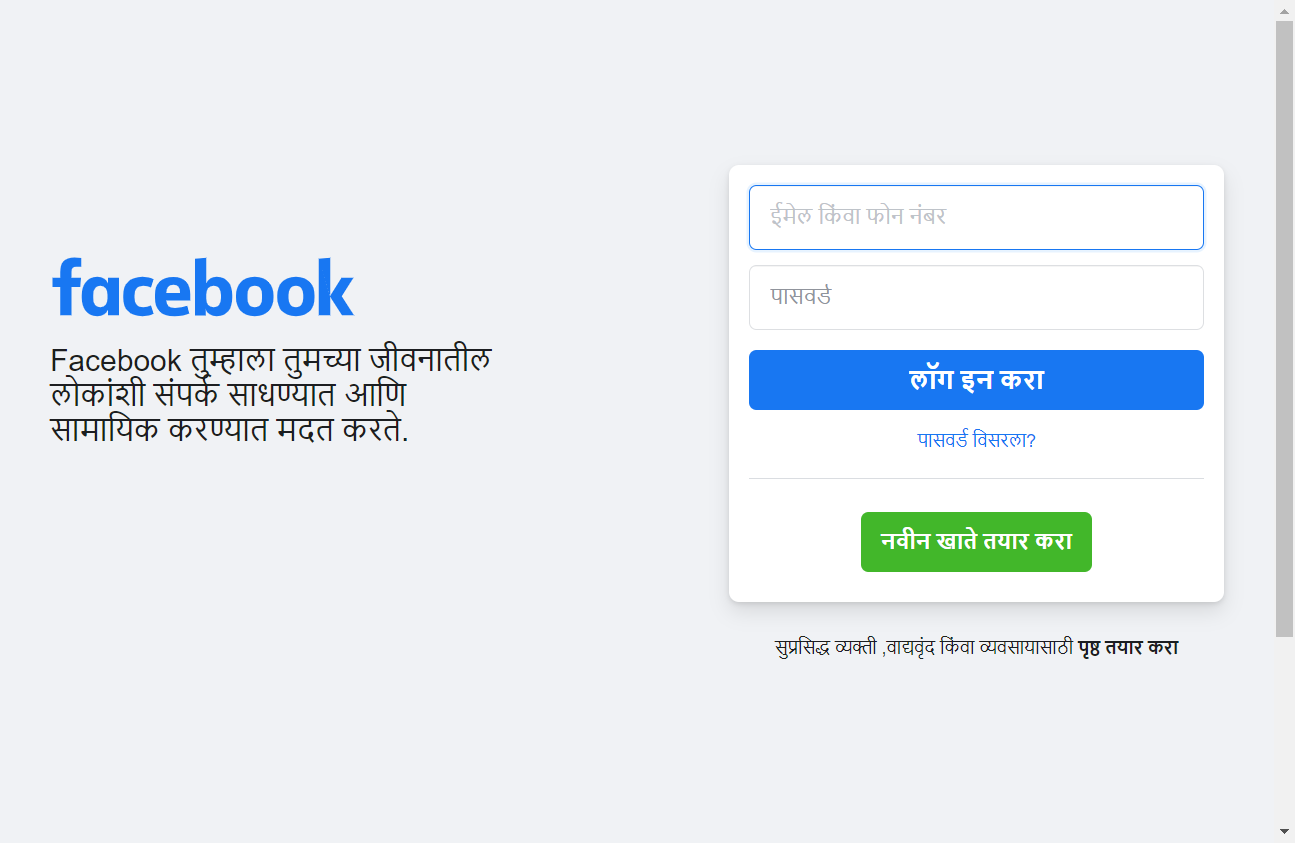 facebook
Facebook तुम्हाला तुमच्या जीवनातील
लोकांशी संपर्क साधण्यात आणि
सामायिक करण्यात मदत करते.
ईमेल किंवा फोन नंबर
पासवर्ड
लॉग इन करा
पासवर्ड विसरला?
नवीन खाते तयार करा
सुप्रसिद्ध व्यक्ती ,वाद्यवृंद किंवा व्यवसायासाठी पृष्ठ तयार करा